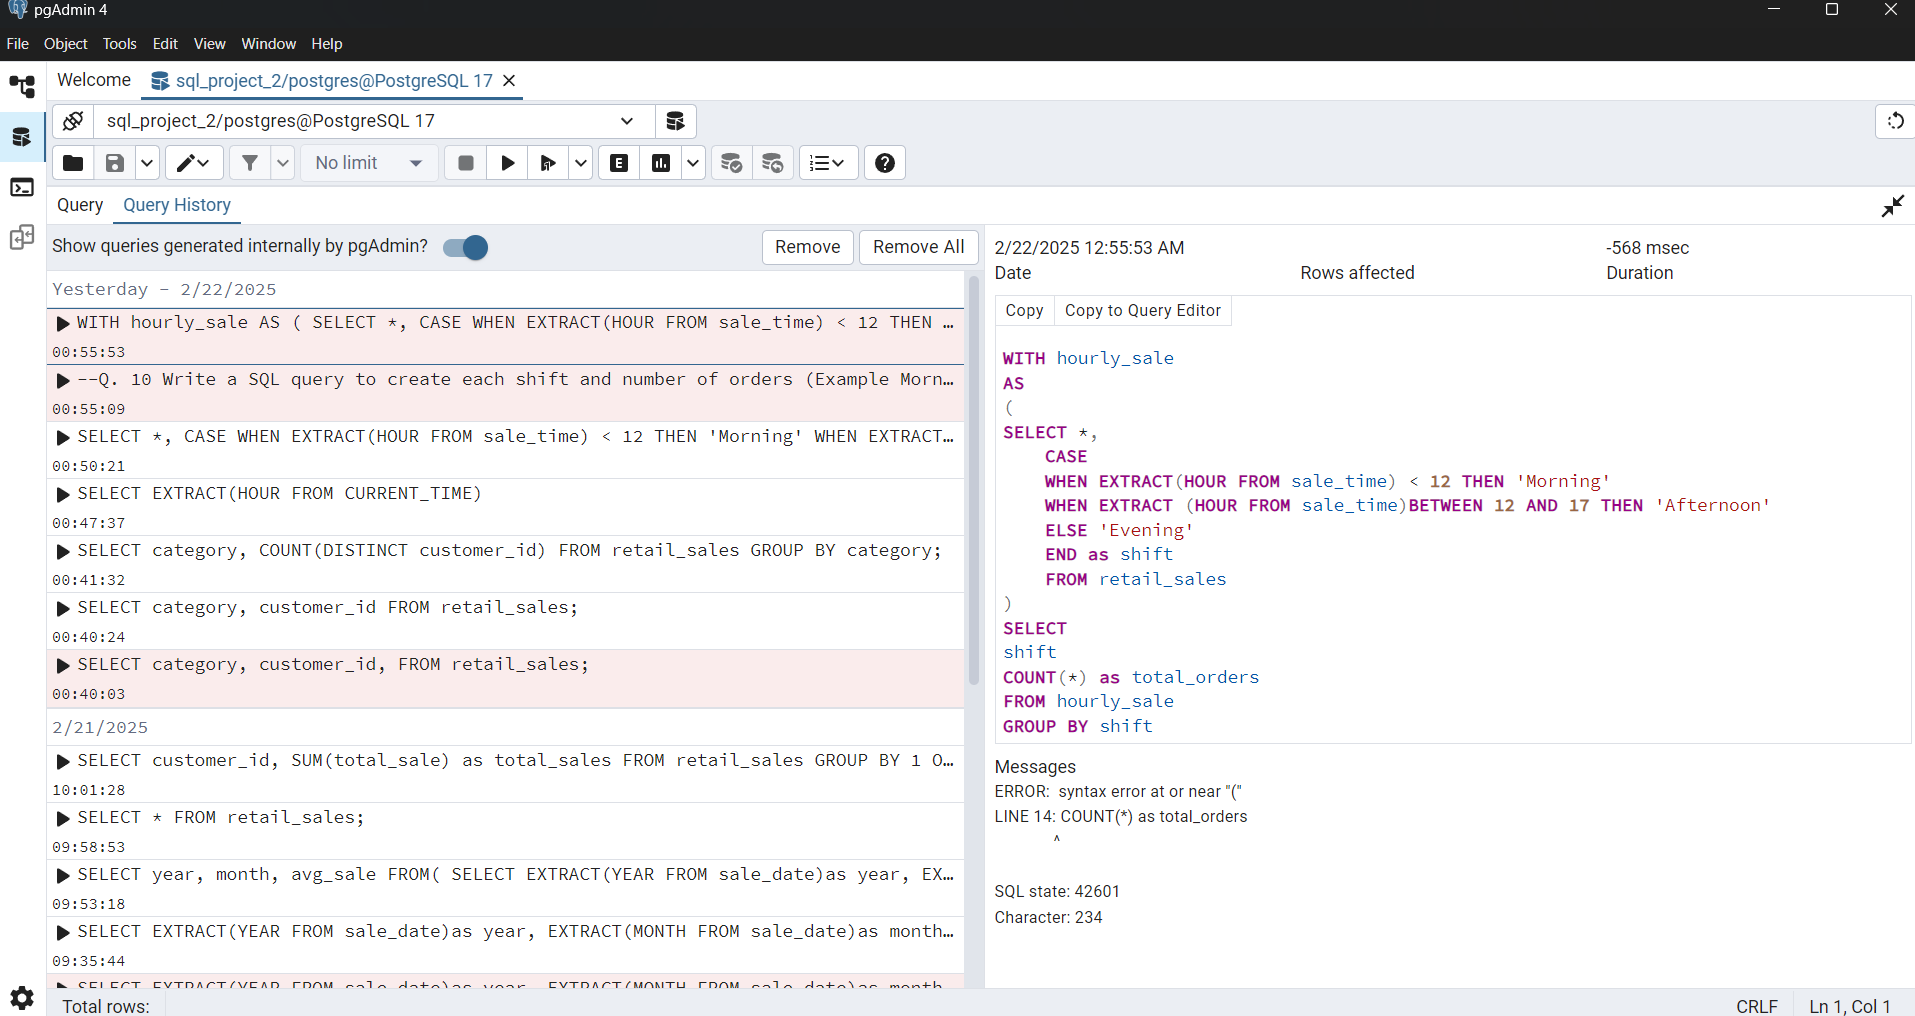 pgAdmin 4
File Object Tools Edit View Window Help
Welcome sql_project_2/postgres@PostgreSQL 17
sql_project_2/postgres@PostgreSQL 17
No limit
Query Query History
Show queries generated internally by pgAdmin?
Remove Remove All
Yesterday - 2/22/2025
WITH hourly_sale AS ( SELECT *, CASE WHEN EXTRACT(HOUR FROM sale_time) < 12 THEN …
00:55:53
--Q. 10 Write a SQL query to create each shift and number of orders (Example Morn…
00:55:09
SELECT *, CASE WHEN EXTRACT(HOUR FROM sale_time) < 12 THEN 'Morning' WHEN EXTRACT…
00:50:21
SELECT EXTRACT(HOUR FROM CURRENT_TIME)
00:47:37
SELECT category, COUNT(DISTINCT customer_id) FROM retail_sales GROUP BY category;
00:41:32
SELECT category, customer_id FROM retail_sales;
00:40:24
SELECT category, customer_id, FROM retail_sales;
00:40:03
2/21/2025
SELECT customer_id, SUM(total_sale) as total_sales FROM retail_sales GROUP BY 1 O…
10:01:28
SELECT * FROM retail_sales;
09:58:53
SELECT year, month, avg_sale FROM( SELECT EXTRACT(YEAR FROM sale_date)as year, EX…
09:53:18
SELECT EXTRACT(YEAR FROM sale_date)as year, EXTRACT(MONTH FROM sale_date)as month…
09:35:44
SELECT EXTRACT(YEAR FROM sale_date)as year, EXTRACT(MONTH FROM sale_date)as month
2/22/2025 12:55:53 AM -568 msec
Date Rows affected Duration
Copy Copy to Query Editor
WITH hourly_sale
AS
(
SELECT *,
CASE
WHEN EXTRACT(HOUR FROM sale_time) < 12 THEN 'Morning'
WHEN EXTRACT (HOUR FROM sale_time)BETWEEN 12 AND 17 THEN 'Afternoon'
ELSE 'Evening'
END as shift
FROM retail_sales
)
SELECT
shift
COUNT(*) as total_orders
FROM hourly_sale
GROUP BY shift
Messages
ERROR: syntax error at or near "("
LINE 14: COUNT(*) as total_orders
^
SQL state: 42601
Character: 234
Total rows:
CRLF Ln 1, Col 1